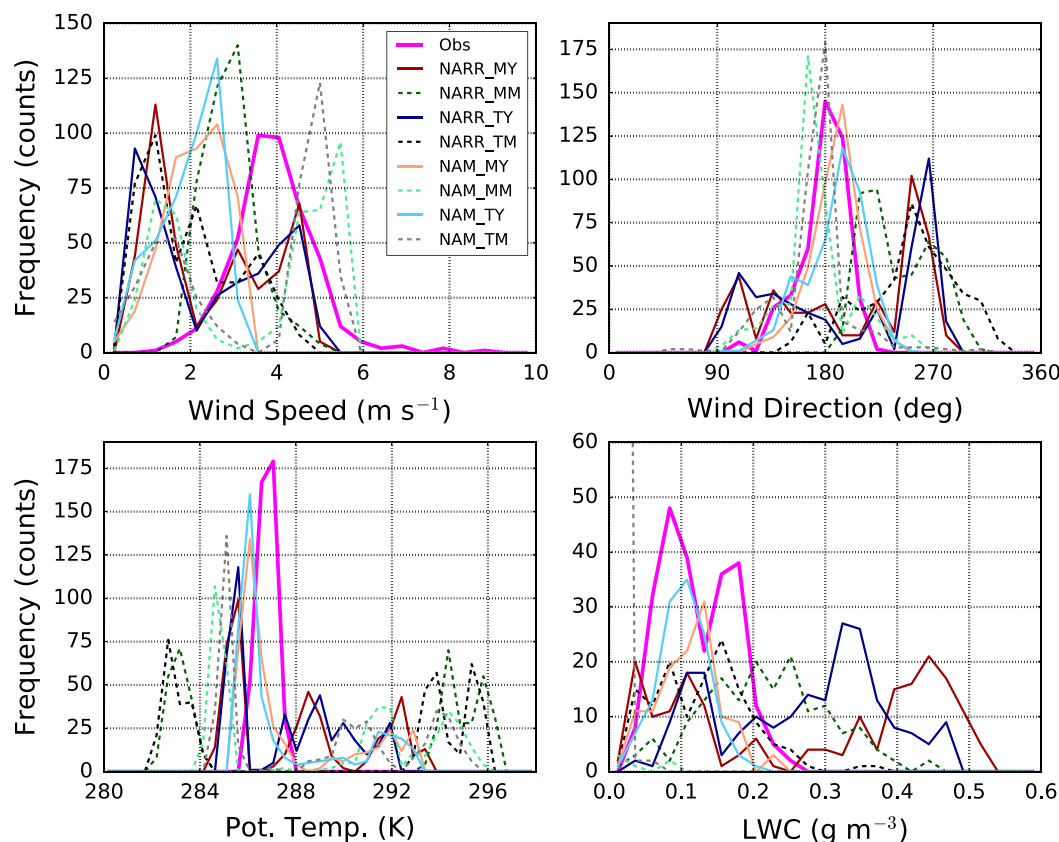 150
125
100
75
50
25
0
Frequency (counts)
0 2 4 6 8 10
Wind Speed (m s⁻¹)
Obs
NARR_MY
NARR_MM
NARR_TY
NARR_TM
NAM_MY
NAM_MM
NAM_TY
NAM_TM
175
150
125
100
75
50
25
0
0 90 180 270 360
Wind Direction (deg)
175
150
125
100
75
50
25
0
Frequency (counts)
280 284 288 292 296
Pot. Temp. (K)
60
50
40
30
20
10
0
0.0 0.1 0.2 0.3 0.4 0.5 0.6
LWC (g m⁻³)